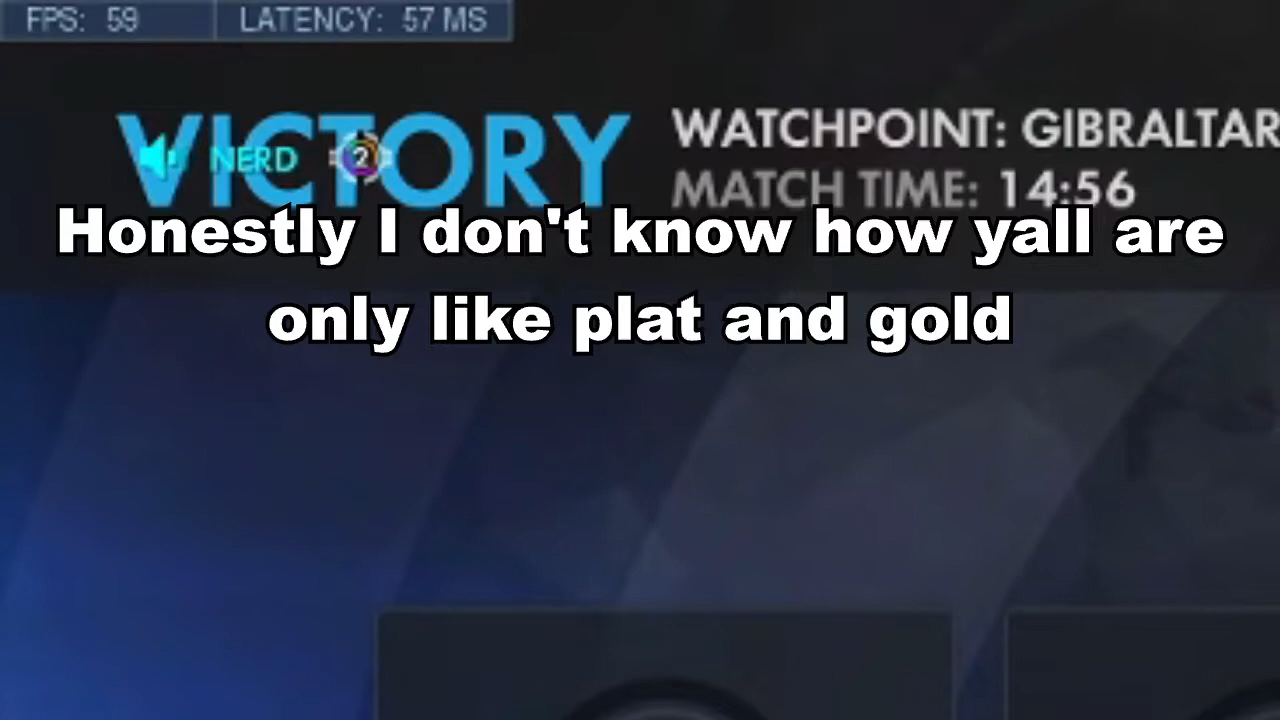 FPS: 59 LATENCY: 57 MS
VICTORY
NERD 2
WATCHPOINT: GIBRALTAR
MATCH TIME: 14:56
Honestly I don't know how yall are
only like plat and gold